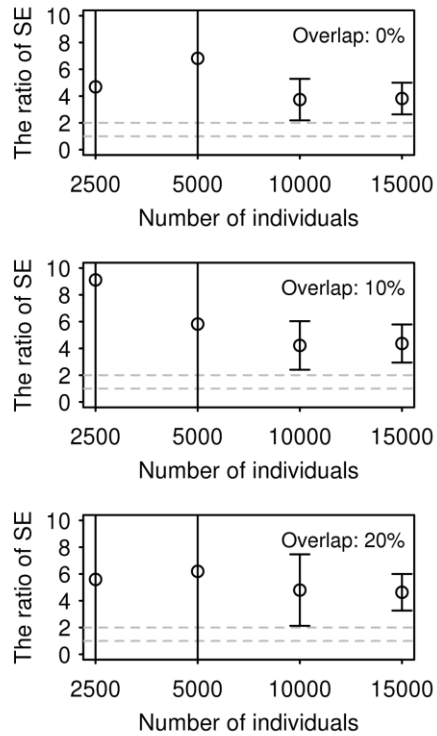 The ratio of SE
10
8
6
4
2
0
Overlap: 0%
2500 5000 10000 15000
Number of individuals
The ratio of SE
10
8
6
4
2
0
Overlap: 10%
2500 5000 10000 15000
Number of individuals
The ratio of SE
10
8
6
4
2
0
Overlap: 20%
2500 5000 10000 15000
Number of individuals